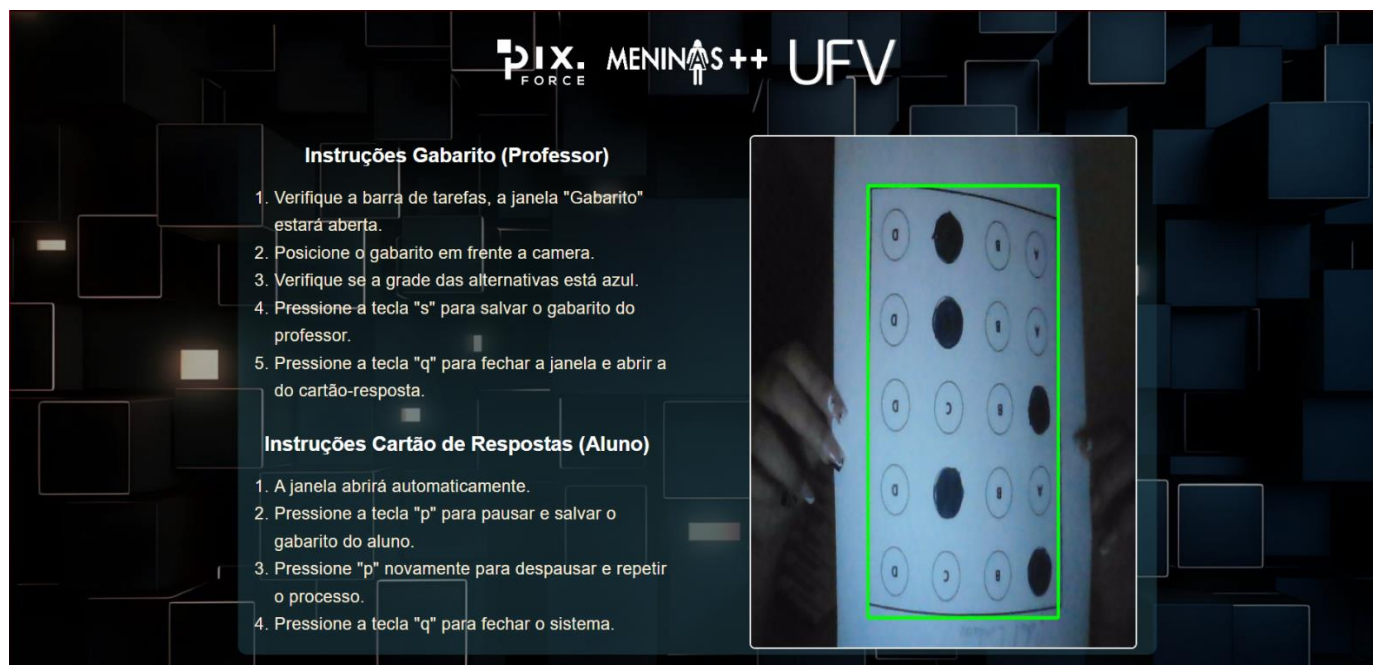 PIX.
FORCE
MENINAS++
UFV
Instruções Gabarito (Professor)
1. Verifique a barra de tarefas, a janela "Gabarito"
estará aberta.
2. Posicione o gabarito em frente a camera.
3. Verifique se a grade das alternativas está azul.
4. Pressione a tecla "s" para salvar o gabarito do
professor.
5. Pressione a tecla "q" para fechar a janela e abrir a
do cartão-resposta.
Instruções Cartão de Respostas (Aluno)
1. A janela abrirá automaticamente.
2. Pressione a tecla "p" para pausar e salvar o
gabarito do aluno.
3. Pressione "p" novamente para despausar e repetir
o processo.
4. Pressione a tecla "q" para fechar o sistema.
D B A
D B A
D C B
D B A
D C B